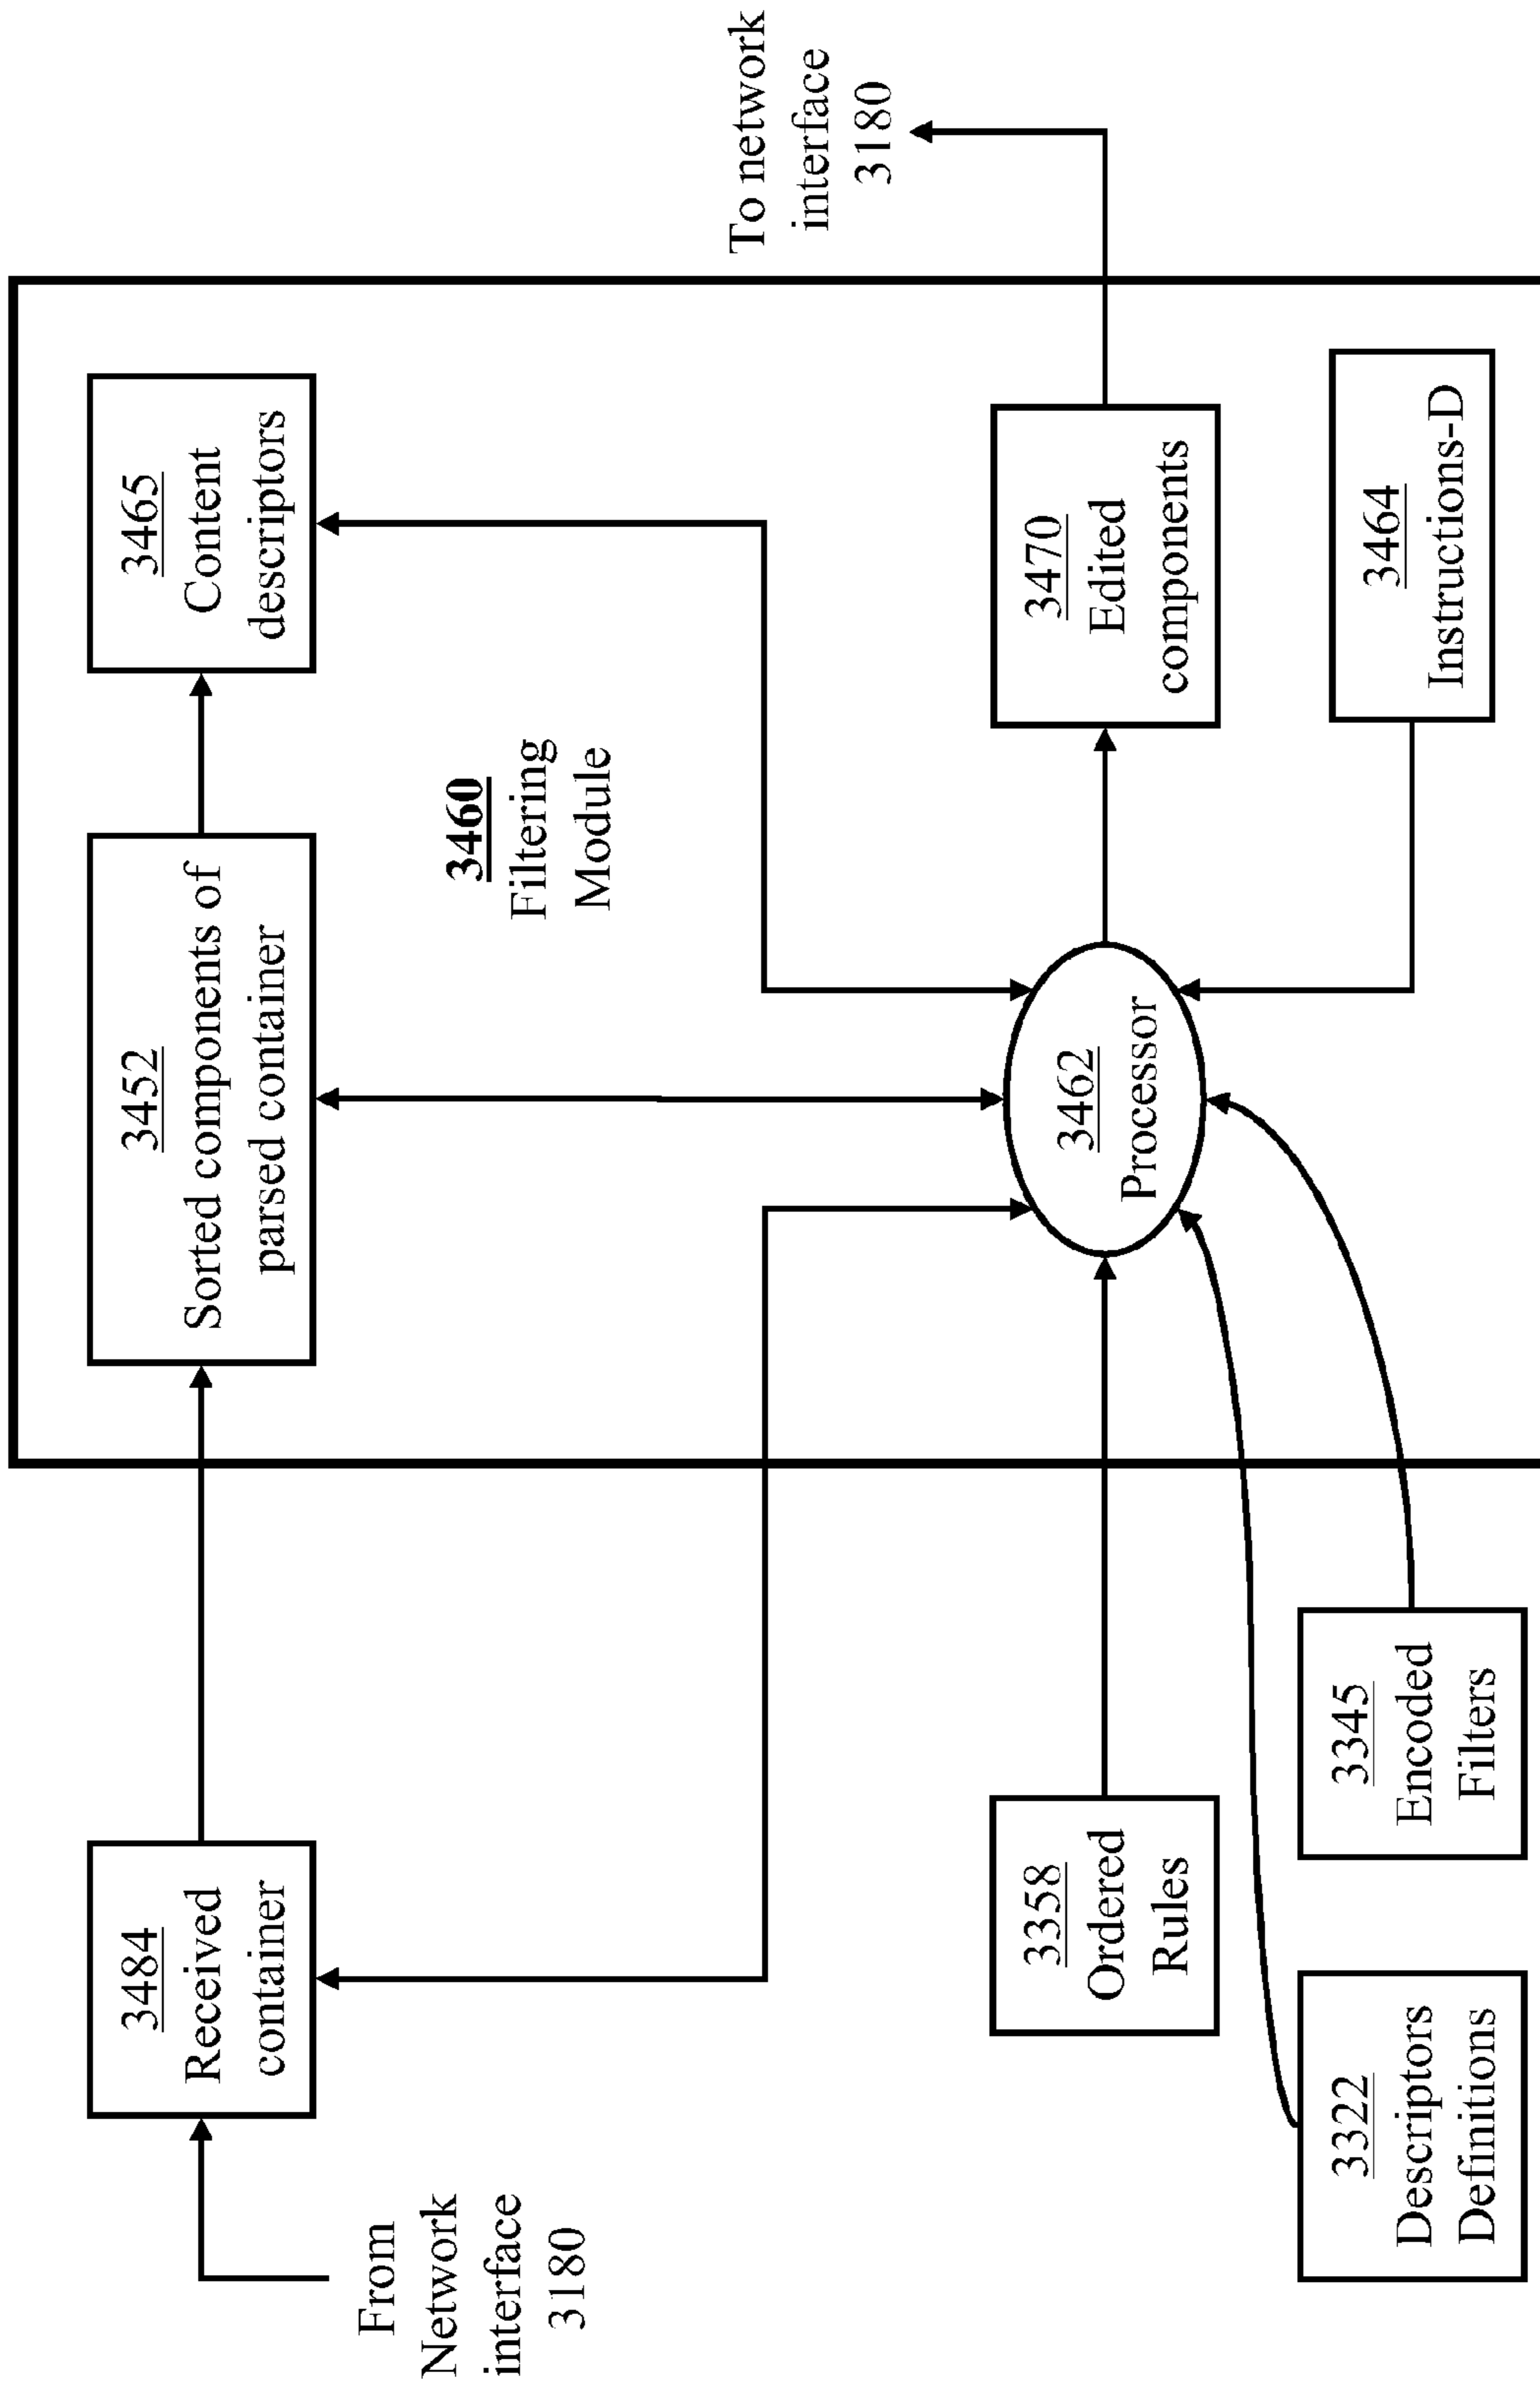 From
Network
interface
3180
3484
Received
container
3452
Sorted components of
parsed container
3465
Content
descriptors
3460
Filtering
Module
To network
interface
3180
3358
Ordered
Rules
3462
Processor
3470
Edited
components
3322
Descriptors
Definitions
3345
Encoded
Filters
3464
Instructions-D